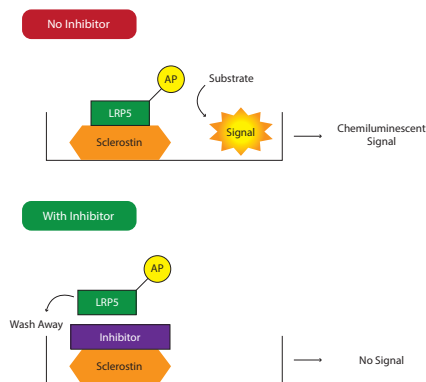 No Inhibitor
AP
Substrate
LRP5
Signal
Sclerostin
Chemiluminescent
Signal
With Inhibitor
AP
LRP5
Wash Away
Inhibitor
Sclerostin
No Signal